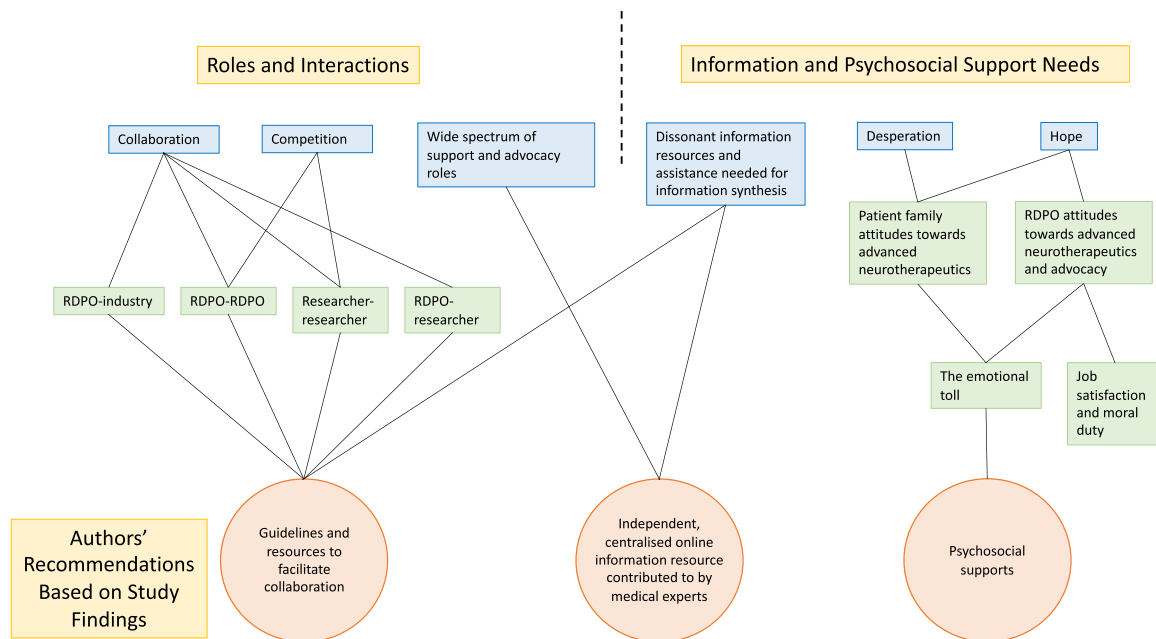 Roles and Interactions
Information and Psychosocial Support Needs
Collaboration
Competition
Wide spectrum of
support and advocacy
roles
Dissonant information
resources and
assistance needed for
information synthesis
Desperation
Hope
Patient family
attitudes towards
advanced
neurotherapeutics
RDPO attitudes
towards advanced
neurotherapeutics
and advocacy
RDPO-industry
RDPO-RDPO
Researcher-
researcher
RDPO-
researcher
The emotional
toll
Job
satisfaction
and moral
duty
Authors’
Recommendations
Based on Study
Findings
Guidelines and
resources to
facilitate
collaboration
Independent,
centralised online
information resource
contributed to by
medical experts
Psychosocial
supports